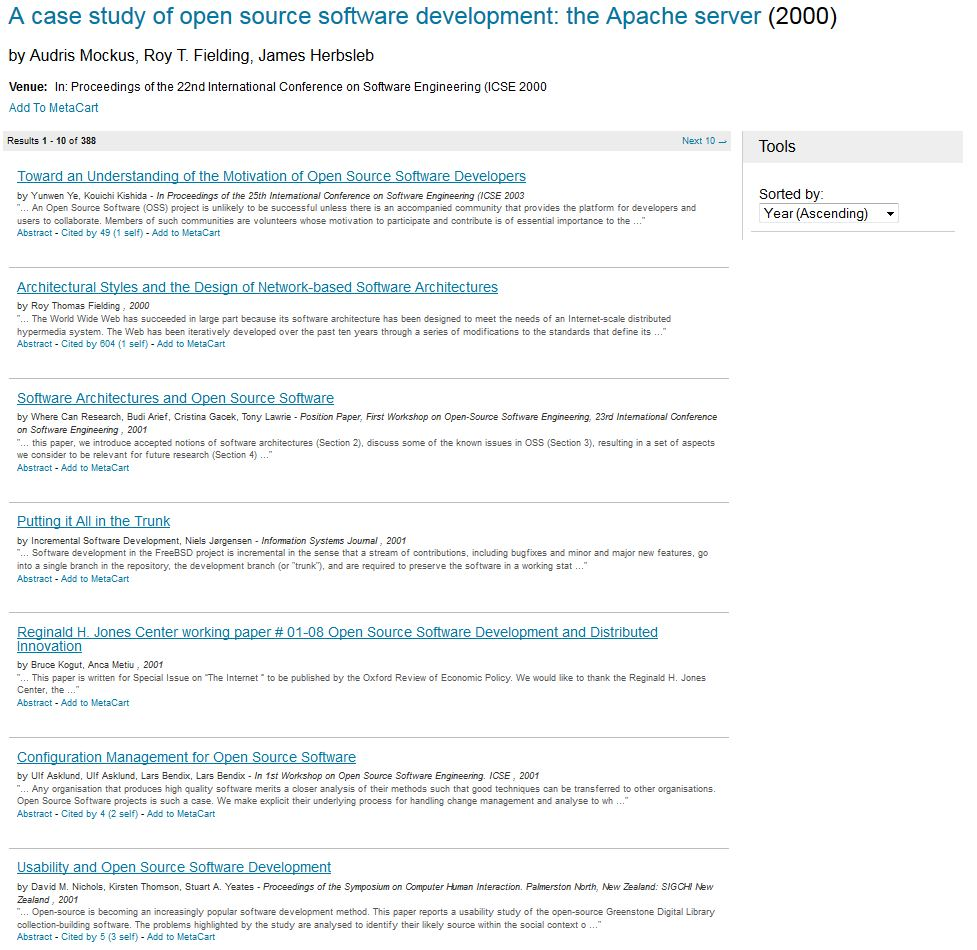 A case study of open source software development: the Apache server (2000)
by Audris Mockus, Roy T. Fielding, James Herbsleb
Venue: In: Proceedings of the 22nd International Conference on Software Engineering (ICSE 2000
Add To MetaCart
Results 1 - 10 of 388
Next 10 →
Tools
Sorted by:
Year (Ascending)
Toward an Understanding of the Motivation of Open Source Software Developers
by Yunwen Ye, Kouichi Kishida - In Proceedings of the 25th International Conference on Software Engineering (ICSE 2003
"... An Open Source Software (OSS) project is unlikely to be successful unless there is an accompanied community that provides the platform for developers and
users to collaborate. Members of such communities are volunteers whose motivation to participate and contribute is of essential importance to the ..."
Abstract - Cited by 49 (1 self) - Add to MetaCart
Architectural Styles and the Design of Network-based Software Architectures
by Roy Thomas Fielding , 2000
"... The World Wide Web has succeeded in large part because its software architecture has been designed to meet the needs of an Internet-scale distributed
hypermedia system. The Web has been iteratively developed over the past ten years through a series of modifications to the standards that define its ..."
Abstract - Cited by 604 (1 self) - Add to MetaCart
Software Architectures and Open Source Software
by Where Can Research, Budi Arief, Cristina Gacek, Tony Lawrie - Position Paper, First Workshop on Open-Source Software Engineering, 23rd International Conference
on Software Engineering , 2001
"... this paper, we introduce accepted notions of software architectures (Section 2), discuss some of the known issues in OSS (Section 3), resulting in a set of aspects
we consider to be relevant for future research (Section 4) ..."
Abstract - Add to MetaCart
Putting it All in the Trunk
by Incremental Software Development, Niels Jørgensen - Information Systems Journal , 2001
"... Software development in the FreeBSD project is incremental in the sense that a stream of contributions, including bugfixes and minor and major new features, go
into a single branch in the repository, the development branch (or "trunk"), and are required to preserve the software in a working stat ..."
Abstract - Add to MetaCart
Reginald H. Jones Center working paper # 01-08 Open Source Software Development and Distributed
Innovation
by Bruce Kogut, Anca Metiu , 2001
"... This paper is written for Special Issue on "The Internet " to be published by the Oxford Review of Economic Policy. We would like to thank the Reginald H. Jones
Center, the ..."
Abstract - Add to MetaCart
Configuration Management for Open Source Software
by Ulf Asklund, Ulf Asklund, Lars Bendix, Lars Bendix - In 1st Workshop on Open Source Software Engineering. ICSE , 2001
"... Any organisation that produces high quality software merits a closer analysis of their methods such that good techniques can be transferred to other organisations.
Open Source Software projects is such a case. We make explicit their underlying process for handling change management and analyse to wh ..."
Abstract - Cited by 4 (2 self) - Add to MetaCart
Usability and Open Source Software Development
by David M. Nichols, Kirsten Thomson, Stuart A. Yeates - Proceedings of the Symposium on Computer Human Interaction. Palmerston North, New Zealand: SIGCHI New
Zealand , 2001
"... Open-source is becoming an increasingly popular software development method. This paper reports a usability study of the open-source Greenstone Digital Library
collection-building software. The problems highlighted by the study are analysed to identify their likely source within the social context o ..."
Abstract - Cited by 5 (3 self) - Add to MetaCart